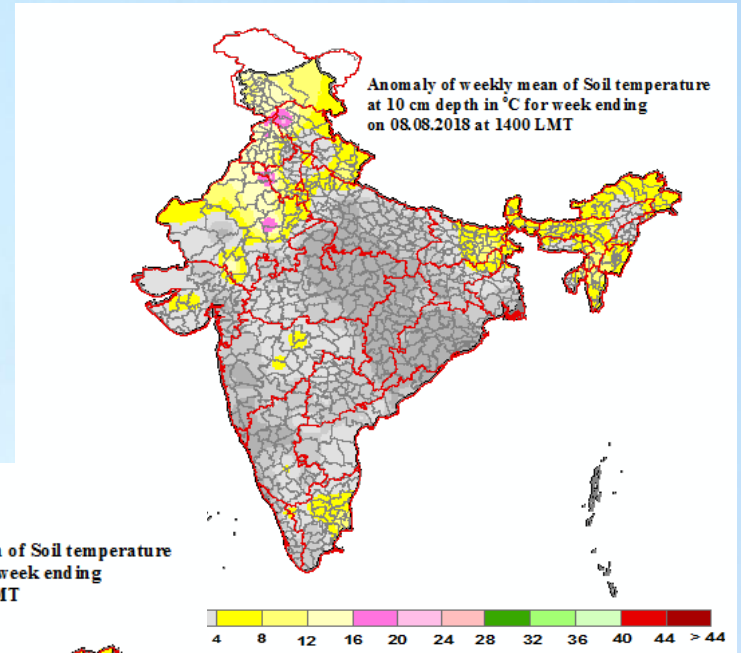 Anomaly of weekly mean of Soil temperature
at 10 cm depth in °C for week ending
on 08.08.2018 at 1400 LMT
of Soil temperature
week ending
4 8 12 16 20 24 28 32 36 40 44 > 44